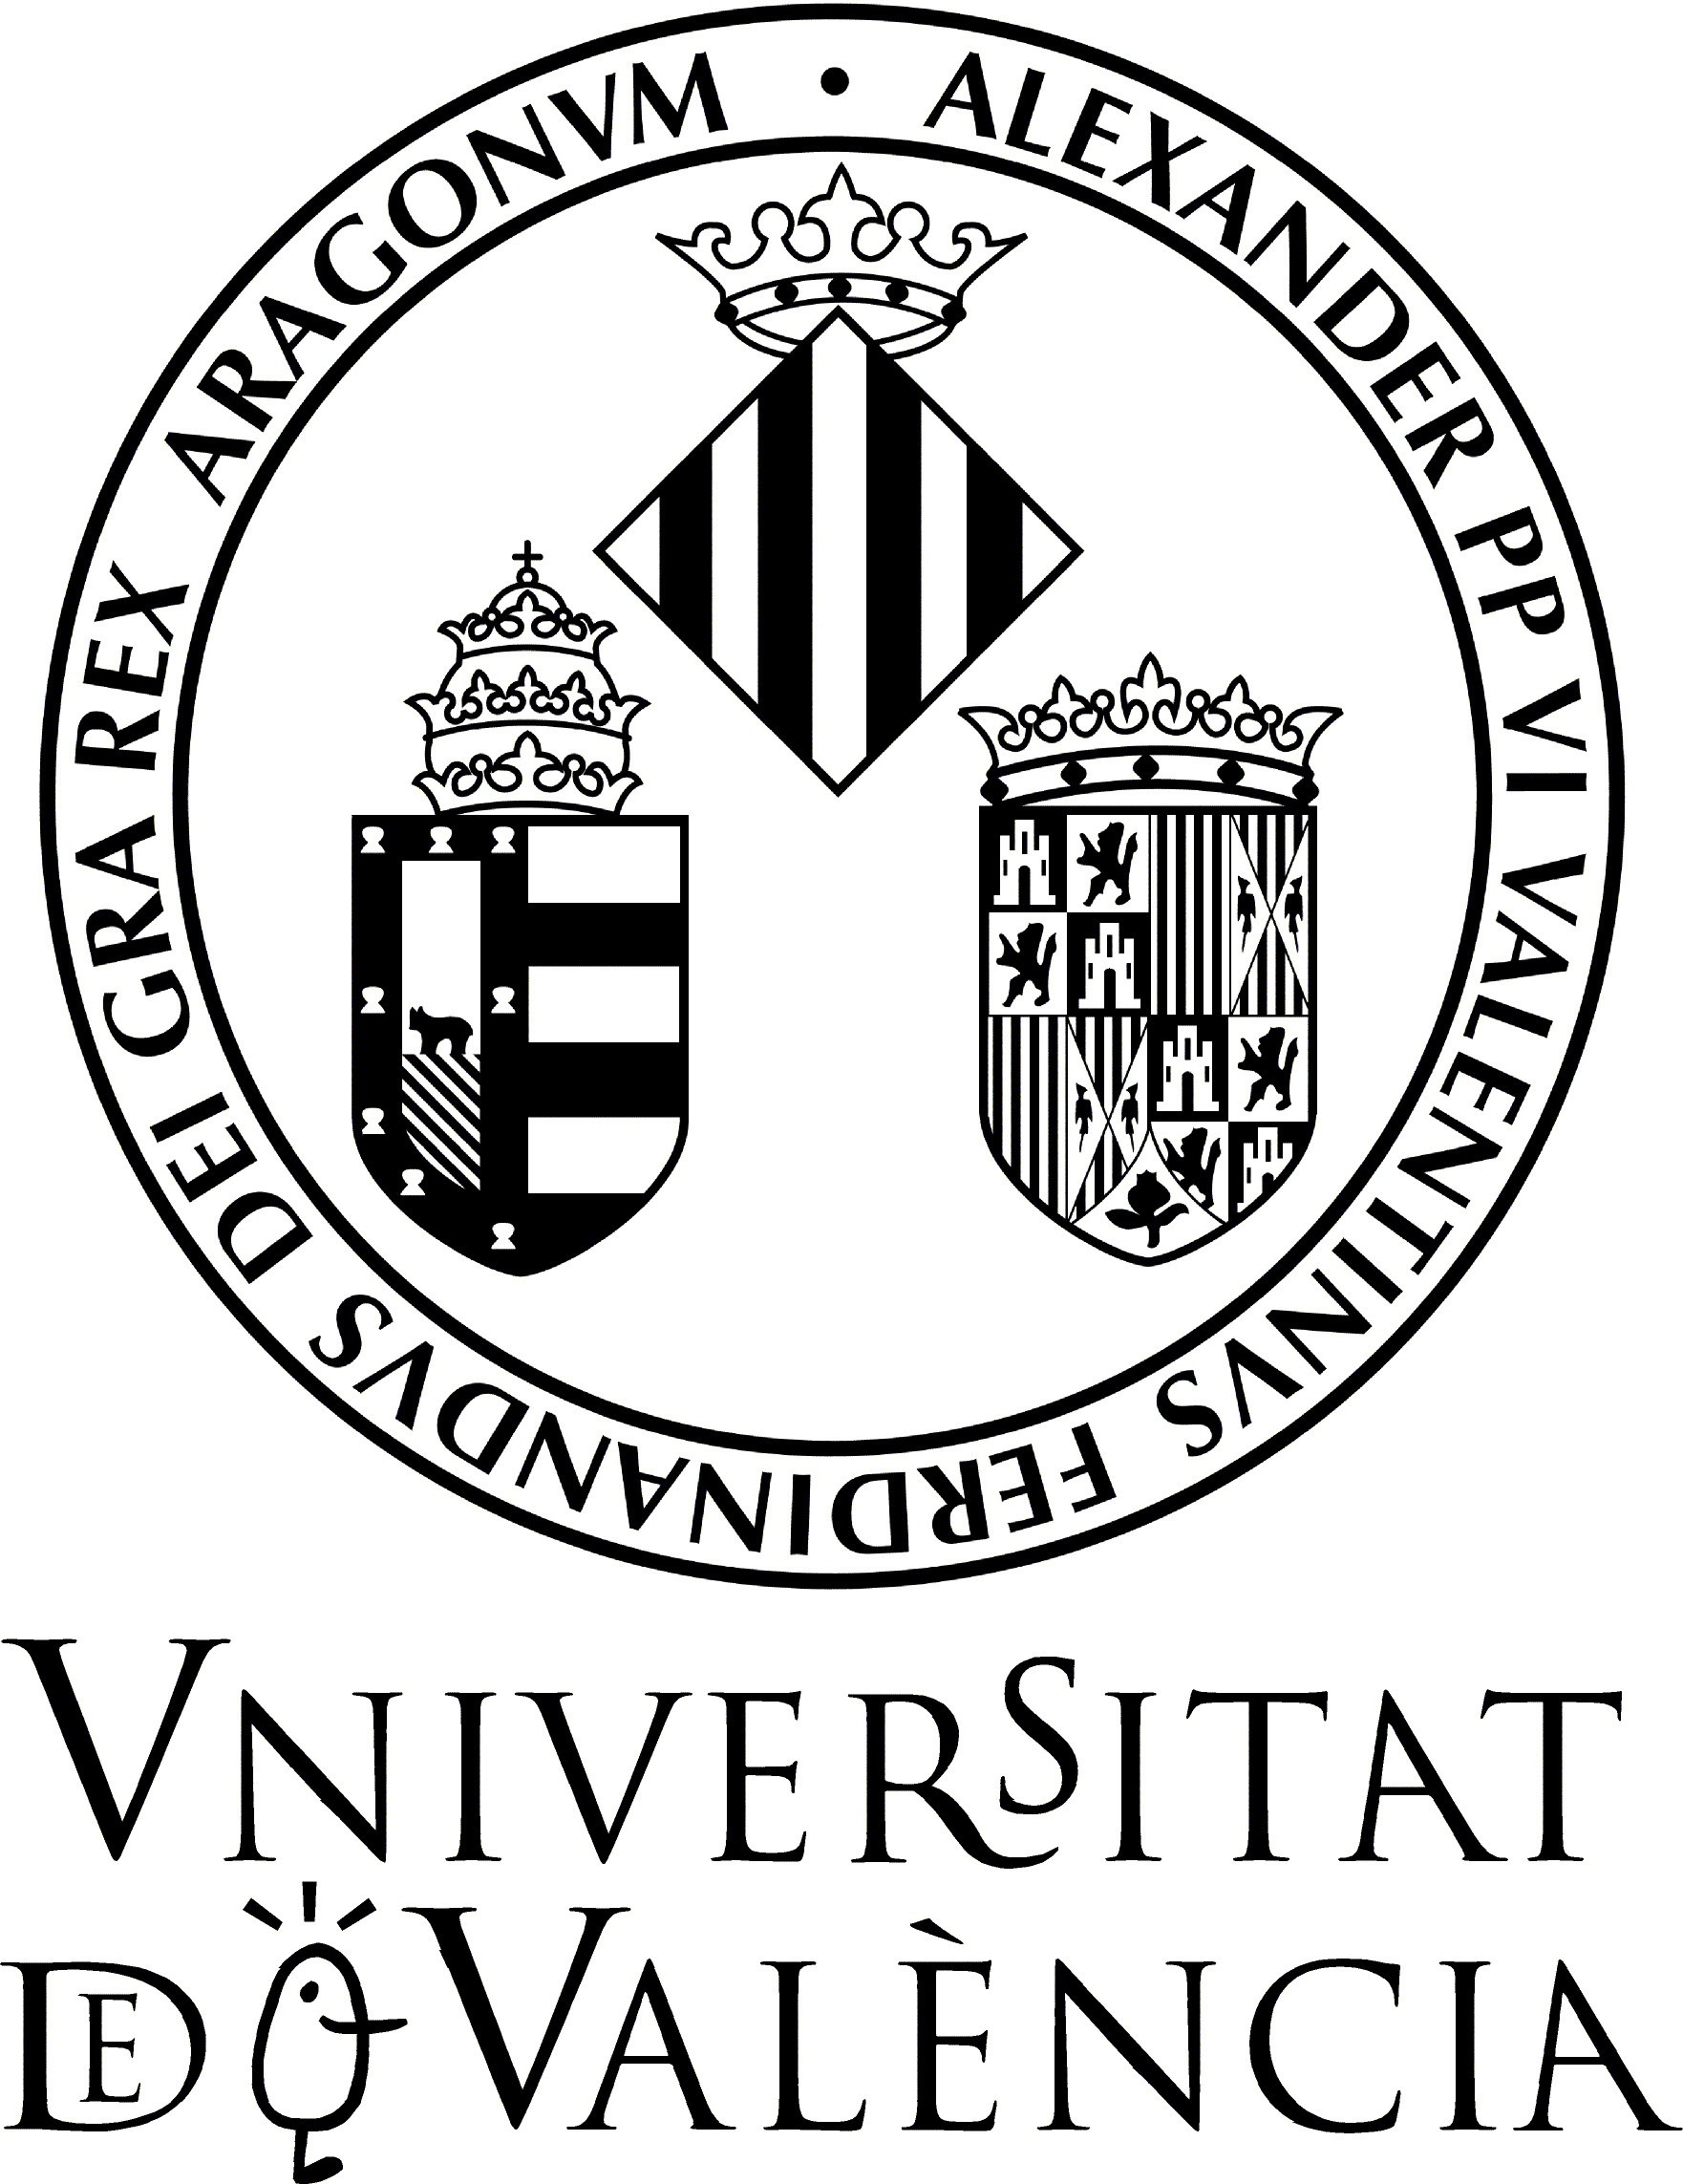 ALEXANDER PP VI VALENTINVS FERDINANDVS DEI GRA REX ARAGONVM •
VNIVERSITAT
DE VALÈNCIA